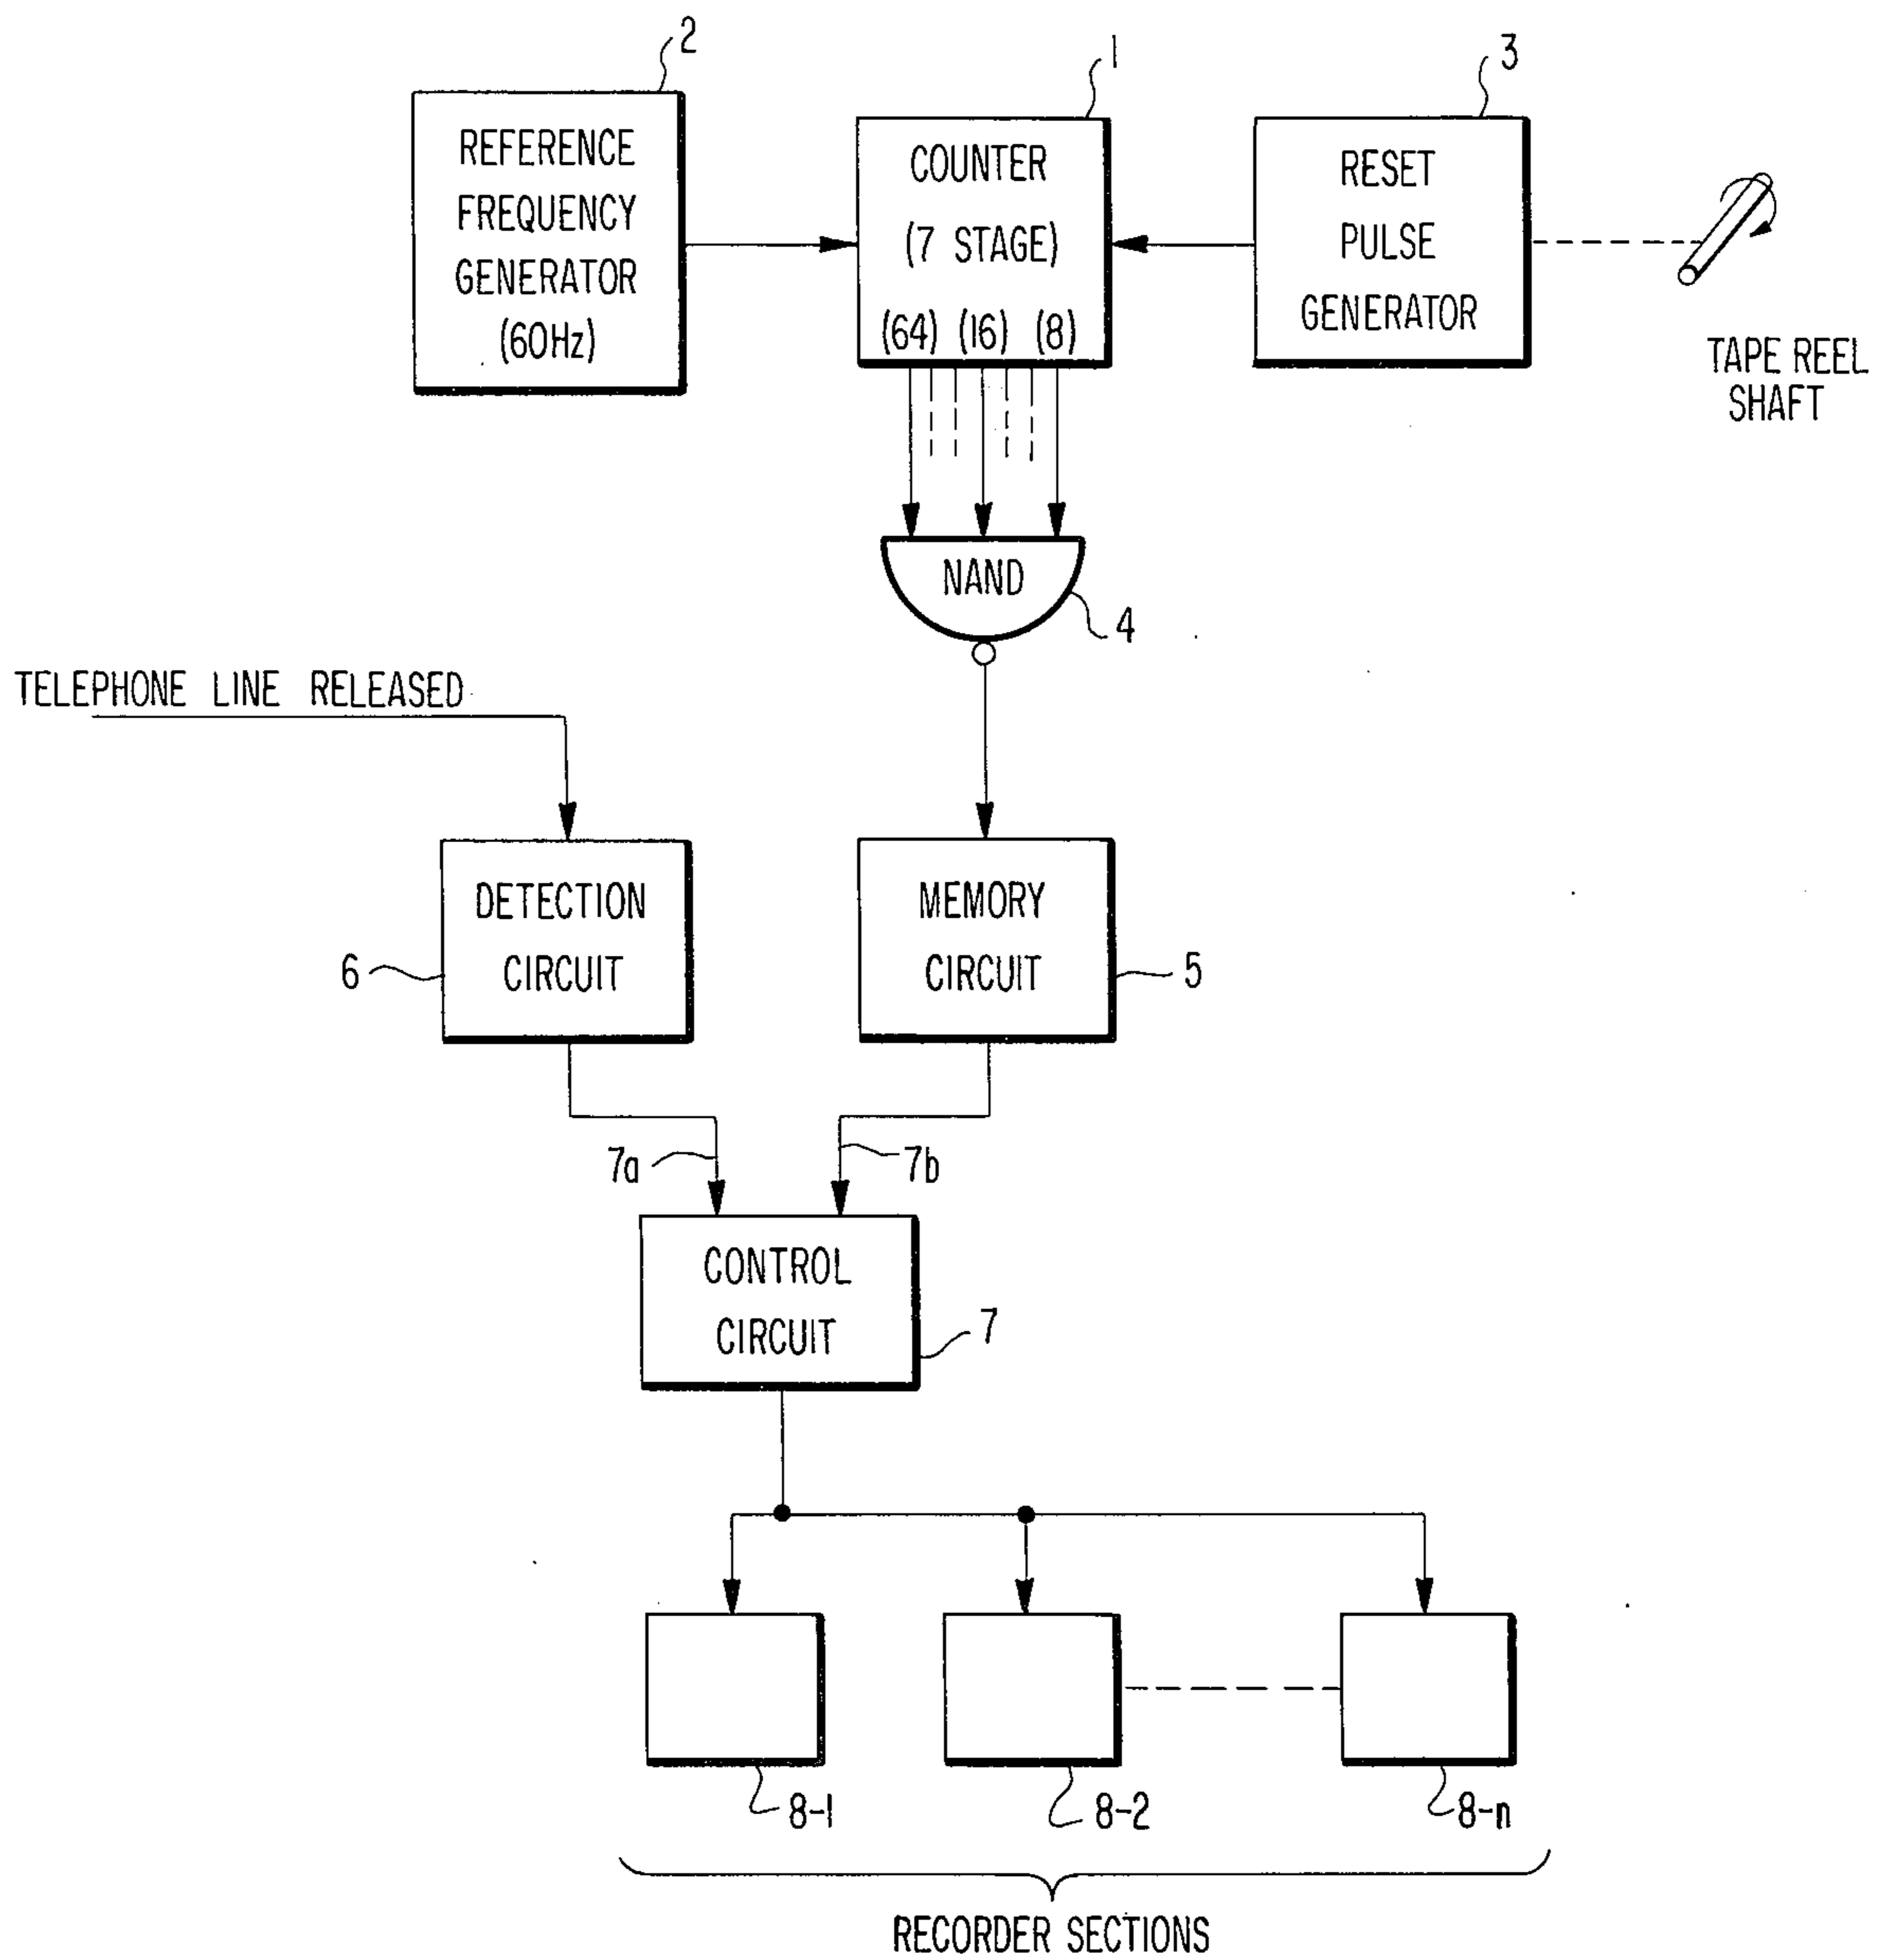 2
1
3
REFERENCE
FREQUENCY
GENERATOR
(60Hz)
COUNTER
(7 STAGE)
(64) (16) (8)
RESET
PULSE
GENERATOR
TAPE REEL
SHAFT
NAND
4
TELEPHONE LINE RELEASED
DETECTION
CIRCUIT
6
MEMORY
CIRCUIT
5
7a
7b
CONTROL
CIRCUIT
7
8-1
8-2
8-n
RECORDER SECTIONS